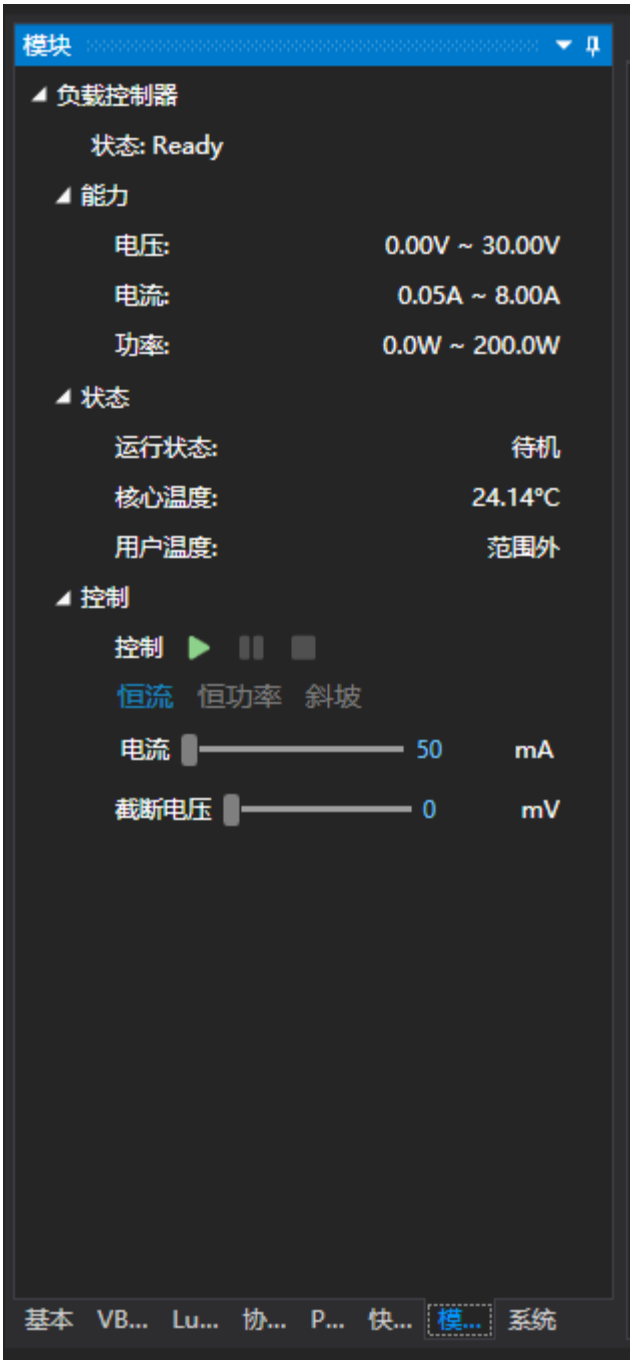 模块
负载控制器
状态: Ready
能力
电压: 0.00V ~ 30.00V
电流: 0.05A ~ 8.00A
功率: 0.0W ~ 200.0W
状态
运行状态: 待机
核心温度: 24.14°C
用户温度: 范围外
控制
控制
恒流 恒功率 斜坡
电流 50 mA
截断电压 0 mV
基本 VB... Lu... 协... P... 快... 模... 系统